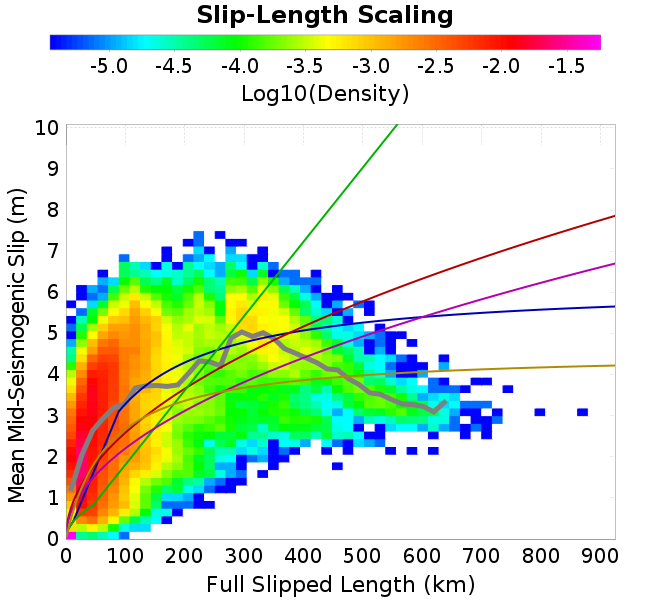 Slip-Length Scaling
-5.0 -4.5 -4.0 -3.5 -3.0 -2.5 -2.0 -1.5
Log10(Density)
10
9
8
7
6
5
4
3
2
1
0
Mean Mid-Seismogenic Slip (m)
0 100 200 300 400 500 600 700 800 900
Full Slipped Length (km)